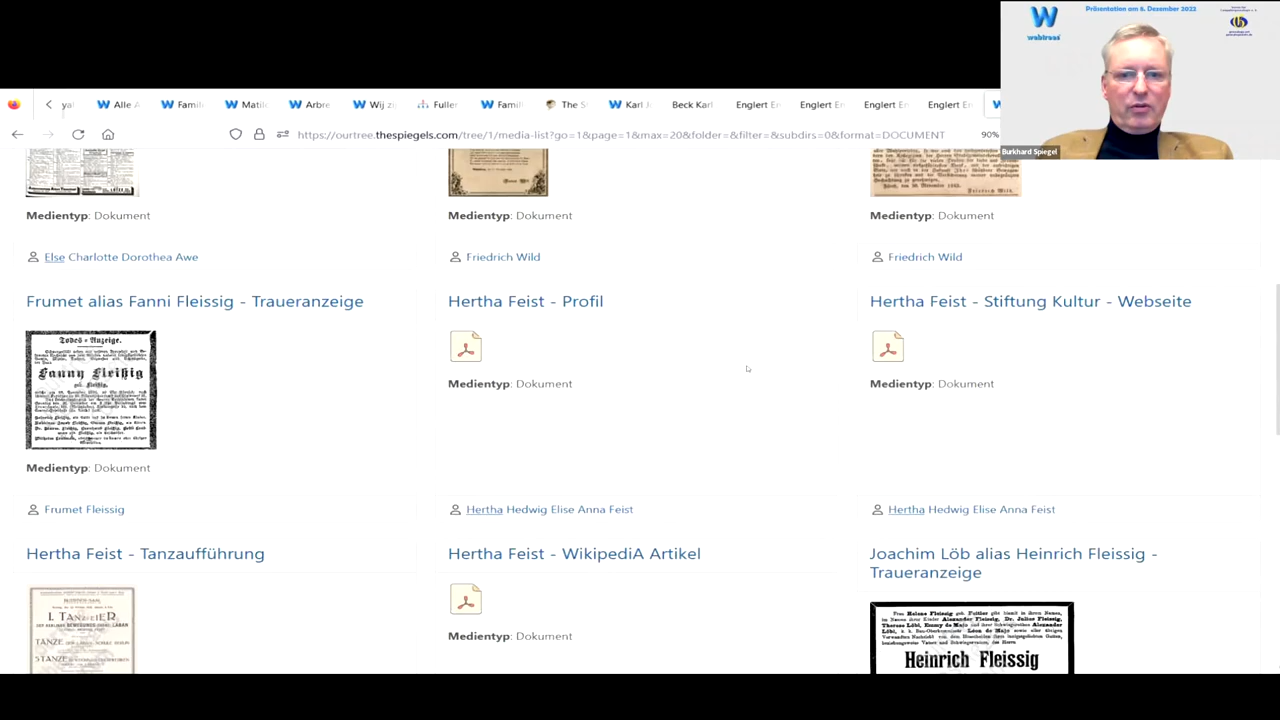 Präsentation am 6. Dezember 2022
webtrees
Burkhard Spiegel
Alle A
Famil
Matil
Arbre
Wij z
Fuller
Famil
The S
Karl J
Beck Karl
Englert E
Englert E
Englert E
Englert E
https://ourtree.thespiegels.com/tree/1/media-list?go=1&page=1&max=20&folder=&filter=&subdirs=0&format=DOCUMENT
90%
Medientyp: Dokument
Medientyp: Dokument
Medientyp: Dokument
Else Charlotte Dorothea Awe
Friedrich Wild
Friedrich Wild
Frumet alias Fanni Fleissig - Traueranzeige
Hertha Feist - Profil
Hertha Feist - Stiftung Kultur - Webseite
Todes-Anzeige.
Fanny Fleißig
Medientyp: Dokument
Medientyp: Dokument
Medientyp: Dokument
Frumet Fleissig
Hertha Hedwig Elise Anna Feist
Hertha Hedwig Elise Anna Feist
Hertha Feist - Tanzaufführung
Hertha Feist - WikipediA Artikel
Joachim Löb alias Heinrich Fleissig - Traueranzeige
Medientyp: Dokument
Heinrich Fleissig